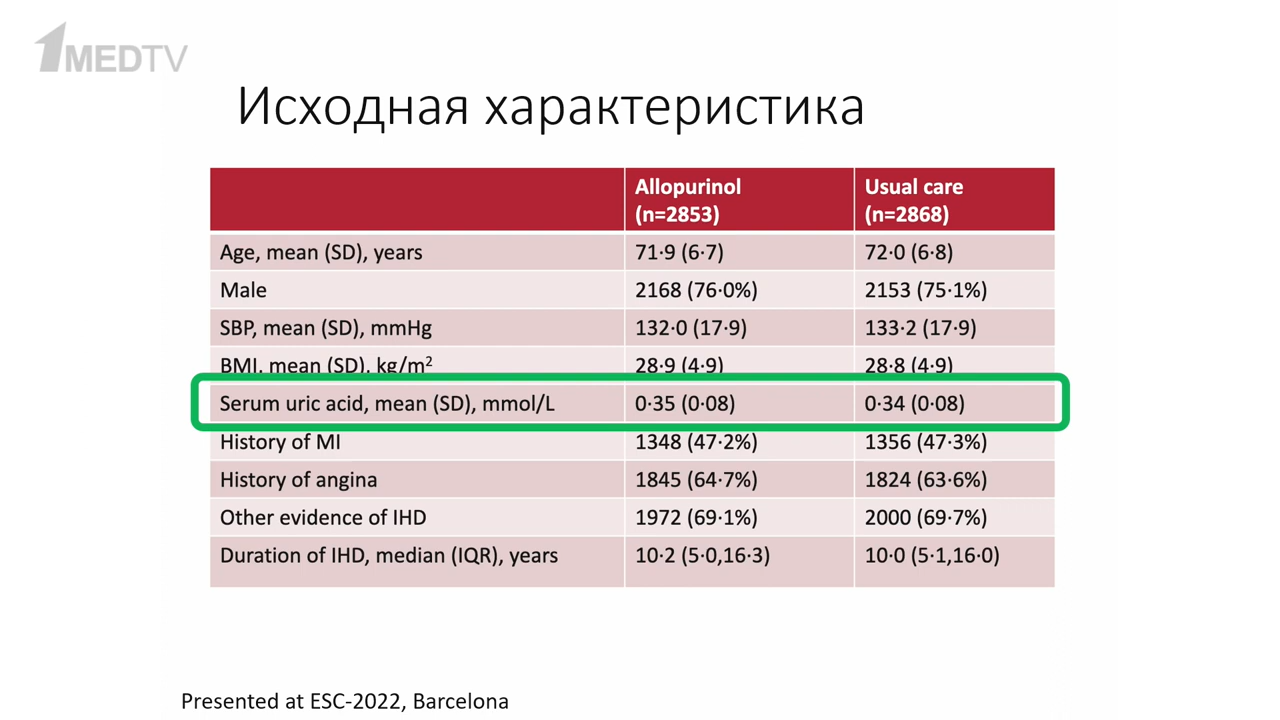 1MEDTV
Исходная характеристика
Allopurinol (n=2853) Usual care (n=2868)
Age, mean (SD), years 71·9 (6·7) 72·0 (6·8)
Male 2168 (76·0%) 2153 (75·1%)
SBP, mean (SD), mmHg 132·0 (17·9) 133·2 (17·9)
BMI, mean (SD), kg/m² 28·9 (4·9) 28·8 (4·9)
Serum uric acid, mean (SD), mmol/L 0·35 (0·08) 0·34 (0·08)
History of MI 1348 (47·2%) 1356 (47·3%)
History of angina 1845 (64·7%) 1824 (63·6%)
Other evidence of IHD 1972 (69·1%) 2000 (69·7%)
Duration of IHD, median (IQR), years 10·2 (5·0,16·3) 10·0 (5·1,16·0)
Presented at ESC-2022, Barcelona